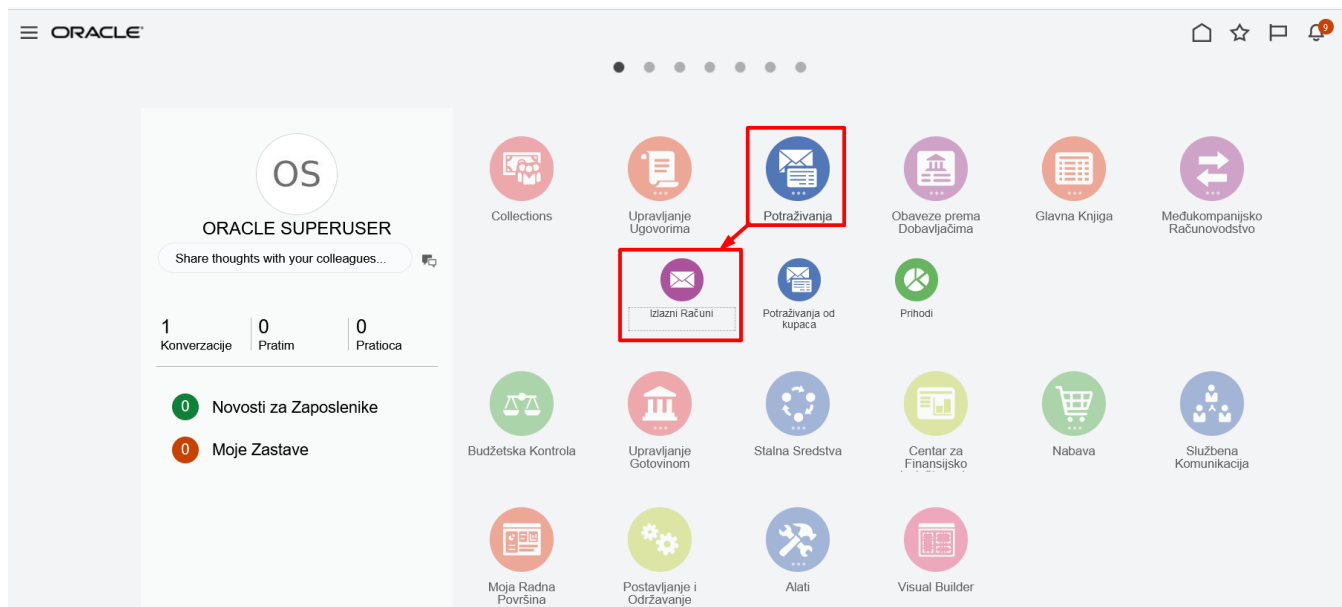 ORACLE
9
OS
ORACLE SUPERUSER
Share thoughts with your colleagues...
1
Konverzacije
0
Pratim
0
Pratioca
0 Novosti za Zaposlenike
0 Moje Zastave
Collections
Upravljanje
Ugovorima
Potraživanja
Obaveze prema
Dobavljačima
Glavna Knjiga
Međukompanijsko
Računovodstvo
Izlazni Računi
Potraživanja od
kupaca
Prihodi
Budžetska Kontrola
Upravljanje
Gotovinom
Stalna Sredstva
Centar za
Finansijsko
Nabava
Službena
Komunikacija
Moja Radna
Površina
Postavljanje i
Održavanje
Alati
Visual Builder